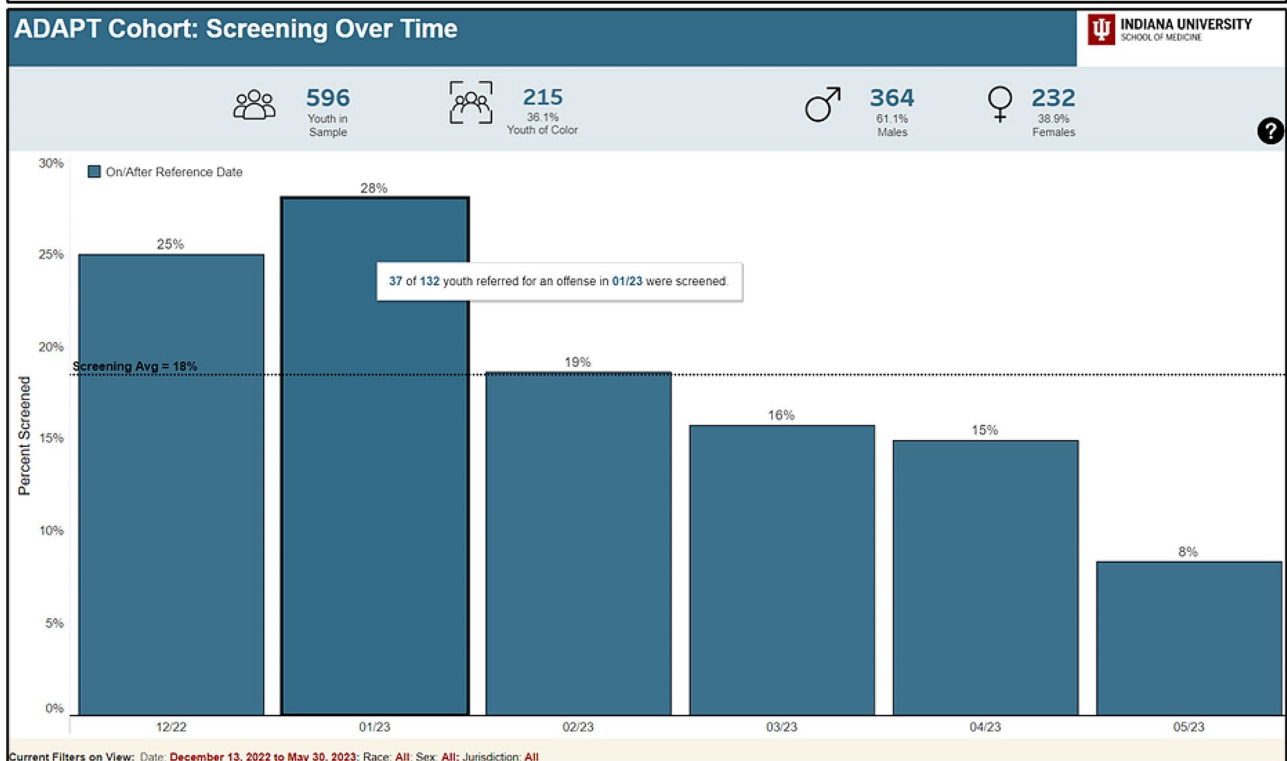 ADAPT Cohort: Screening Over Time
INDIANA UNIVERSITY
SCHOOL OF MEDICINE
596
Youth in
Sample
215
36.1%
Youth of Color
364
61.1%
Males
232
38.9%
Females
?
30%
On/After Reference Date
28%
25%
25%
37 of 132 youth referred for an offense in 01/23 were screened.
20%
Screening Avg = 18%
19%
Percent Screened
16%
15%
15%
10%
8%
5%
0%
12/22 01/23 02/23 03/23 04/23 05/23
Current Filters on View: Date: December 13, 2022 to May 30, 2023; Race: All; Sex: All; Jurisdiction: All